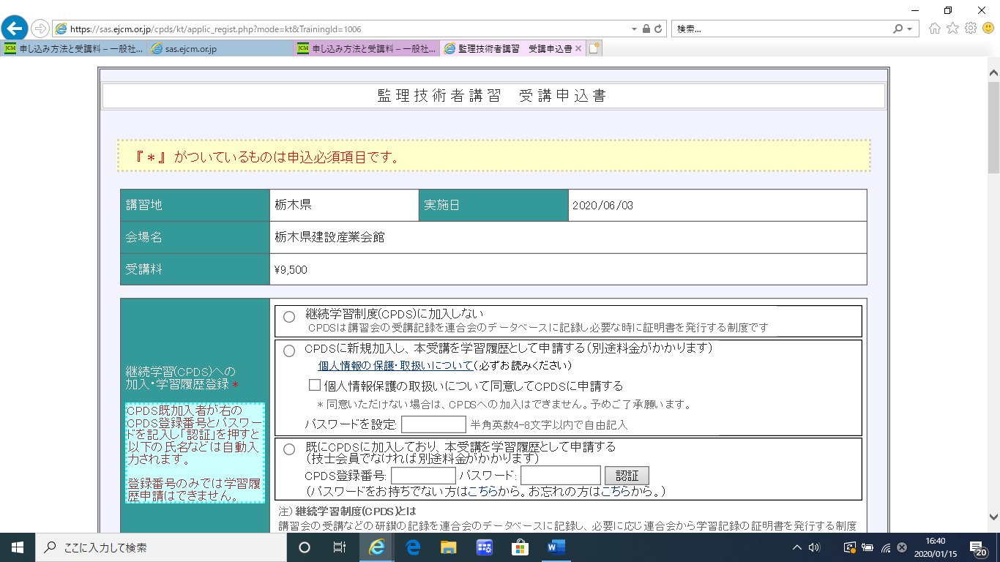 https://sas.ejcm.or.jp/cpds/kt/applic_regist.php?mode=kt&TrainingId=1006
検索...
JCM 申し込み方法と受講料 – 一般社...
sas.ejcm.or.jp
JCM 申し込み方法と受講料 – 一般社...
監理技術者講習　受講申込書
監理技術者講習　受講申込書
『＊』がついているものは申込必須項目です。
講習地 栃木県 実施日 2020/06/03
会場名 栃木県建設産業会館
受講料 ¥9,500
継続学習(CPDS)への
加入・学習履歴登録＊
CPDS既加入者が右の
CPDS登録番号とパスワー
ドを記入し「認証」を押すと
以下の氏名などは自動入
力されます。
登録番号のみでは学習履
歴申請はできません。
継続学習制度(CPDS)に加入しない
CPDSは講習会の受講記録を連合会のデータベースに記録し必要な時に証明書を発行する制度です
CPDSに新規加入し、本受講を学習履歴として申請する（別途料金がかかります）
個人情報の保護・取扱いについて（必ずお読みください）
個人情報保護の取扱いについて同意してCPDSに申請する
＊同意いただけない場合は、CPDSへの加入はできません。予めご了承願います。
パスワードを設定: 半角英数4-8文字以内で自由記入
既にCPDSに加入しており、本受講を学習履歴として申請する
（技士会員でなければ別途料金がかかります）
CPDS登録番号: パスワード: 認証
（パスワードをお持ちでない方はこちらから。お忘れの方はこちらから。）
注）継続学習制度(CPDS)とは
講習会の受講などの研鑽の記録を連合会のデータベースに記録し、必要に応じ連合会から学習記録の証明書を発行する制度
ここに入力して検索
16:40
2020/01/15
20